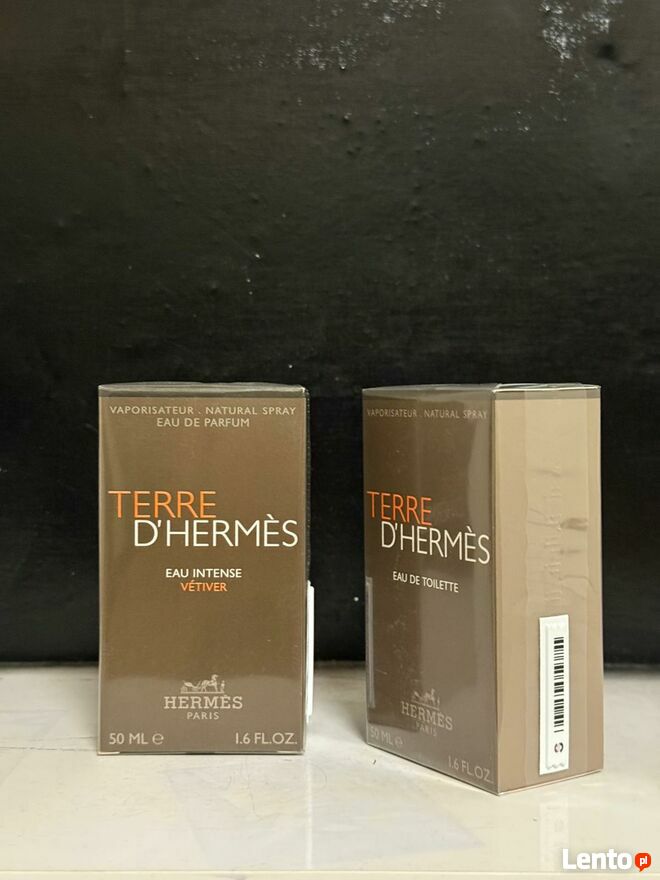 VAPORISATEUR . NATURAL SPRAY
EAU DE PARFUM
TERRE
D'HERMÈS
EAU INTENSE
VÉTIVER
HERMÈS
PARIS
50 ML ℮
1.6 FL.OZ.
VAPORISATEUR . NATURAL SPRAY
TERRE
D'HERMÈS
EAU DE TOILETTE
HERMÈS
PARIS
50 ML ℮
1.6 FL.OZ.
Lento pl